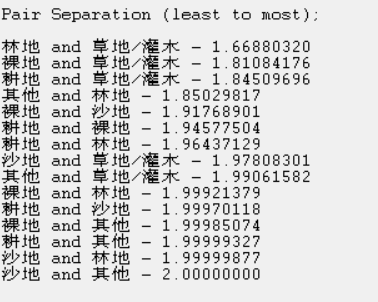 Pair Separation (least to most);
林地 and 草地/灌木 - 1.66880320
裸地 and 草地/灌木 - 1.81084176
耕地 and 草地/灌木 - 1.84509696
其他 and 林地 - 1.85029817
裸地 and 沙地 - 1.91768901
耕地 and 裸地 - 1.94577504
耕地 and 林地 - 1.96437129
沙地 and 草地/灌木 - 1.97808301
其他 and 草地/灌木 - 1.99061582
裸地 and 林地 - 1.99921379
耕地 and 沙地 - 1.99970118
裸地 and 其他 - 1.99985074
耕地 and 其他 - 1.99999327
沙地 and 林地 - 1.99999877
沙地 and 其他 - 2.00000000